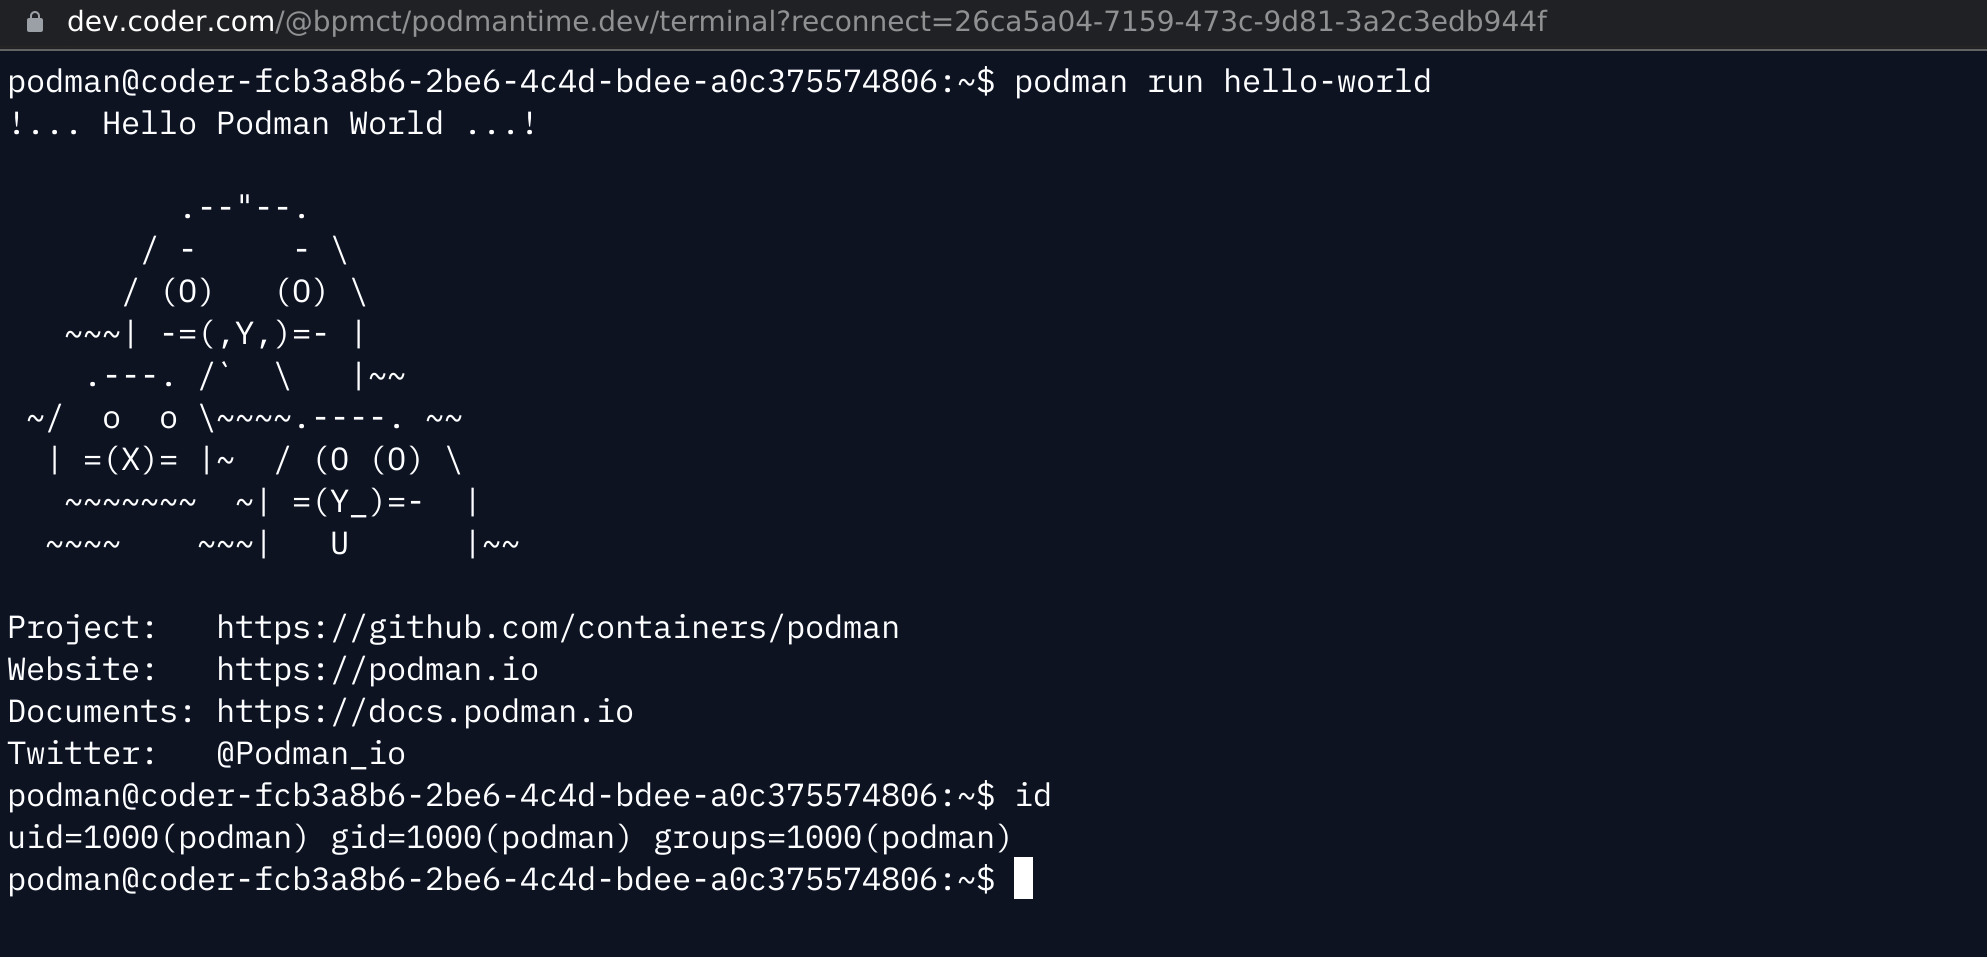 dev.coder.com/@bpmct/podmantime.dev/terminal?reconnect=26ca5a04-7159-473c-9d81-3a2c3edb944f
podman@coder-fcb3a8b6-2be6-4c4d-bdee-a0c375574806:~$ podman run hello-world
!... Hello Podman World ...!

         .--"--.
       / -     - \
      / (O)   (O) \
   ~~~| -=(,Y,)=- |
    .---. /`  \   |~~
 ~/  o  o \~~~~.----. ~~
  | =(X)= |~  / (O (O) \
   ~~~~~~~  ~| =(Y_)=-  |
  ~~~~    ~~~|   U      |~~

Project:   https://github.com/containers/podman
Website:   https://podman.io
Documents: https://docs.podman.io
Twitter:   @Podman_io
podman@coder-fcb3a8b6-2be6-4c4d-bdee-a0c375574806:~$ id
uid=1000(podman) gid=1000(podman) groups=1000(podman)
podman@coder-fcb3a8b6-2be6-4c4d-bdee-a0c375574806:~$